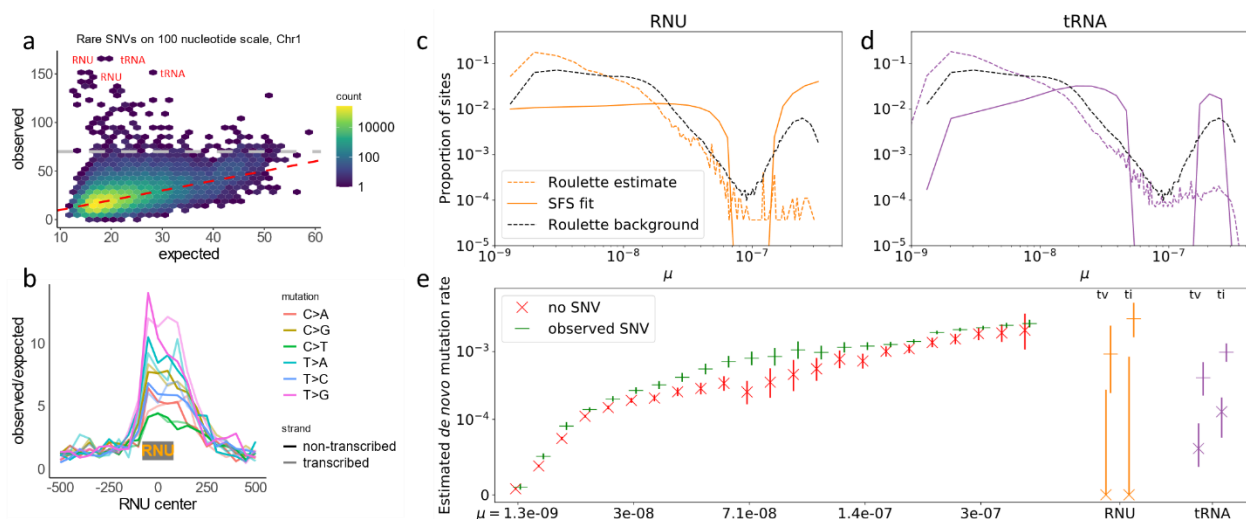 a
Rare SNVs on 100 nucleotide scale, Chr1
RNU
tRNA
RNU
tRNA
observed
150
100
50
0
10
20
30
40
50
60
expected
count
10000
100
1
b
observed/expected
10
5
0
-500
-250
0
250
500
RNU center
RNU
mutation
C>A
C>G
C>T
T>A
T>C
T>G
strand
non-transcribed
transcribed
c
RNU
Proportion of sites
10⁻¹
10⁻²
10⁻³
10⁻⁴
10⁻⁵
10⁻⁹
10⁻⁸
10⁻⁷
μ
Roulette estimate
SFS fit
Roulette background
d
tRNA
10⁻¹
10⁻²
10⁻³
10⁻⁴
10⁻⁵
10⁻⁹
10⁻⁸
10⁻⁷
μ
e
Estimated de novo mutation rate
10⁻³
10⁻⁴
0
no SNV
observed SNV
tv
ti
tv
ti
μ = 1.3e-09
3e-08
7.1e-08
1.4e-07
3e-07
RNU
tRNA